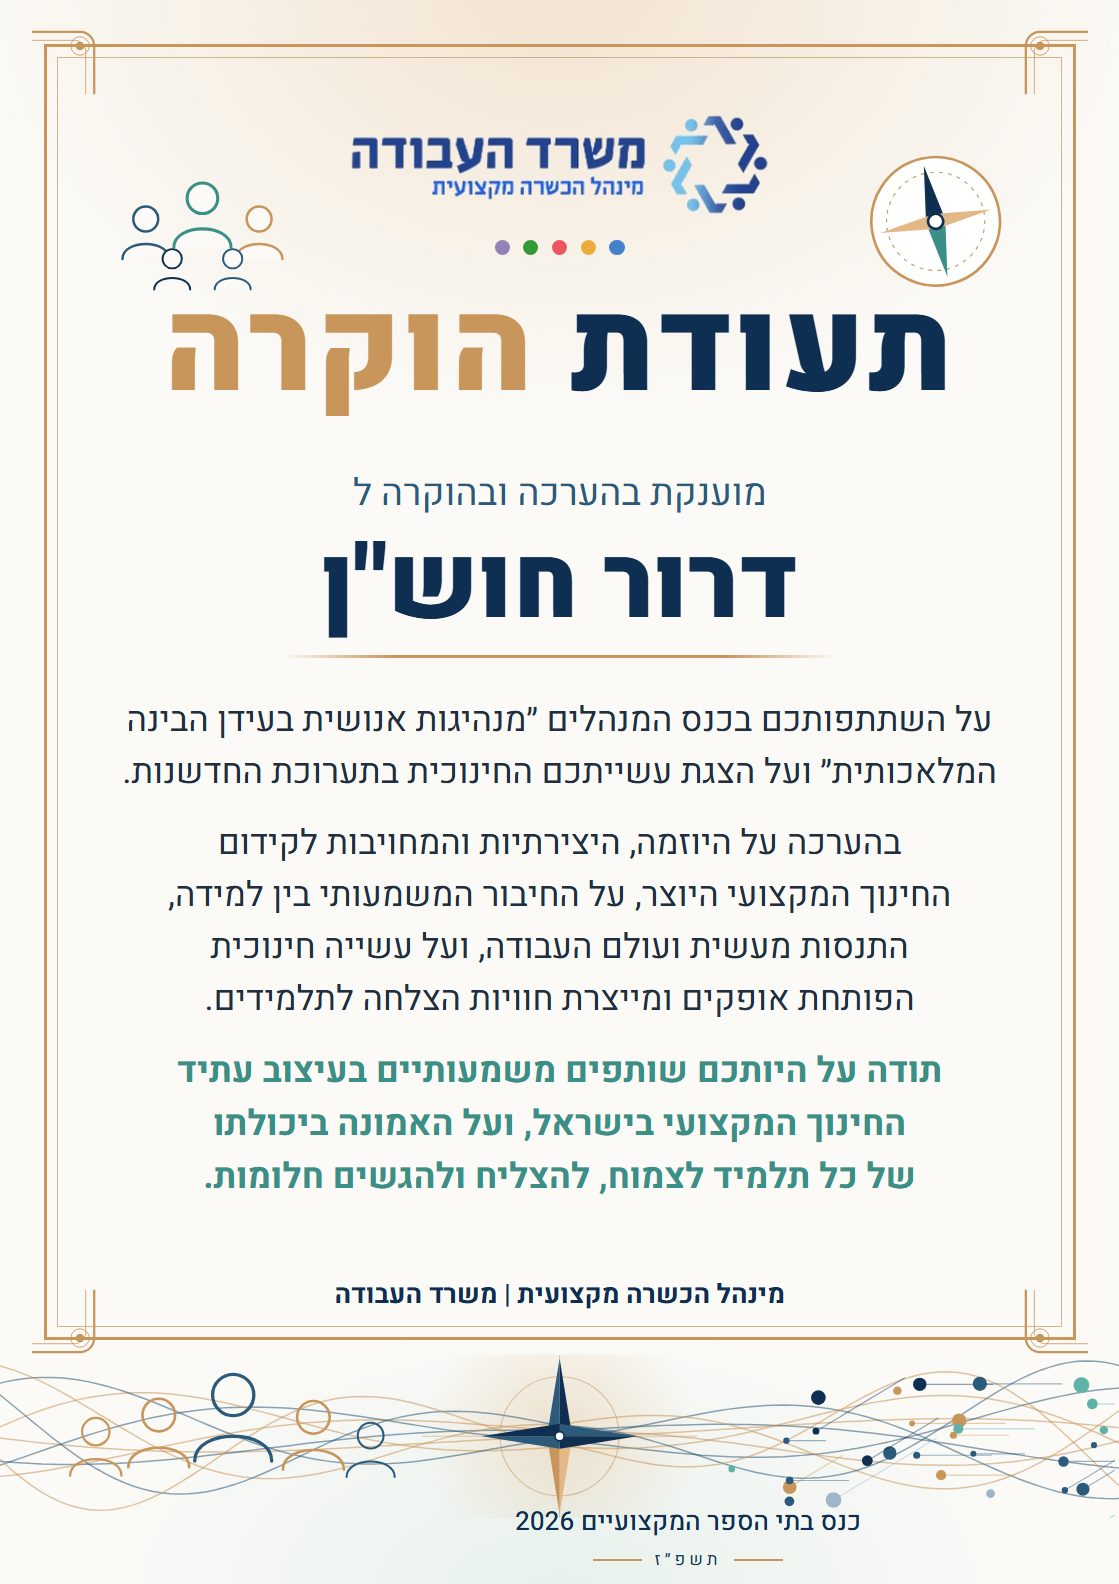 משרד העבודה
מינהל הכשרה מקצועית
תעודת הוקרה
מוענקת בהערכה ובהוקרה ל
דרור חוש"ן
על השתתפותכם בכנס המנהלים ״מנהיגות אנושית בעידן הבינה
המלאכותית״ ועל הצגת עשייתכם החינוכית בתערוכת החדשנות.
בהערכה על היוזמה, היצירתיות והמחויבות לקידום
החינוך המקצועי היוצר, על החיבור המשמעותי בין למידה,
התנסות מעשית ועולם העבודה, ועל עשייה חינוכית
הפותחת אופקים ומייצרת חוויות הצלחה לתלמידים.
תודה על היותכם שותפים משמעותיים בעיצוב עתיד
החינוך המקצועי בישראל, ועל האמונה ביכולתו
של כל תלמיד לצמוח, להצליח ולהגשים חלומות.
מינהל הכשרה מקצועית | משרד העבודה
כנס בתי הספר המקצועיים 2026
תשפ״ז